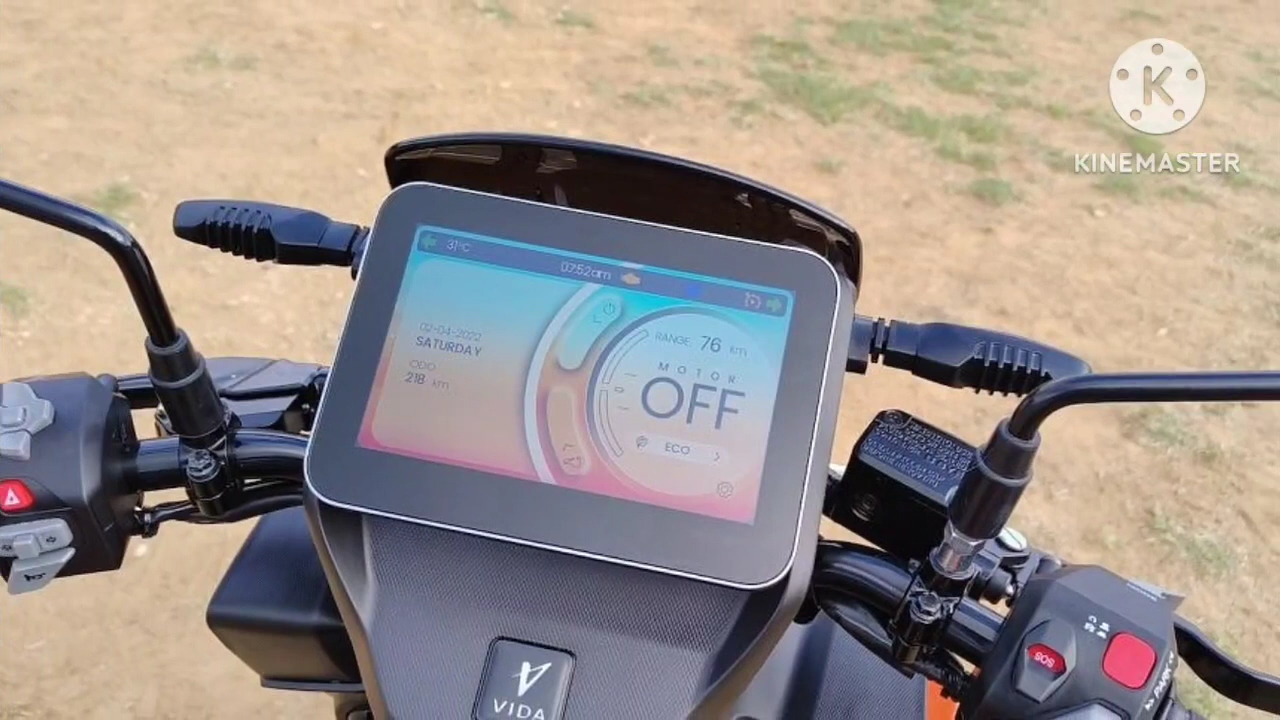 K
KINEMASTER
31°C
07:52am
02-04-2022
SATURDAY
ODO
218 km
RANGE 76 km
MOTOR
OFF
ECO
VIDA
SOS
PARK